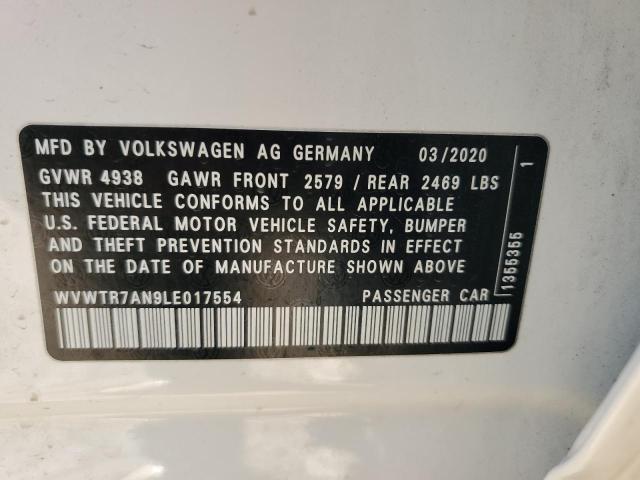 MFD BY VOLKSWAGEN AG GERMANY 03/2020
GVWR 4938 GAWR FRONT 2579 / REAR 2469 LBS
THIS VEHICLE CONFORMS TO ALL APPLICABLE
U.S. FEDERAL MOTOR VEHICLE SAFETY, BUMPER
AND THEFT PREVENTION STANDARDS IN EFFECT
ON THE DATE OF MANUFACTURE SHOWN ABOVE
WVWTR7AN9LE017554 PASSENGER CAR
1355355 1